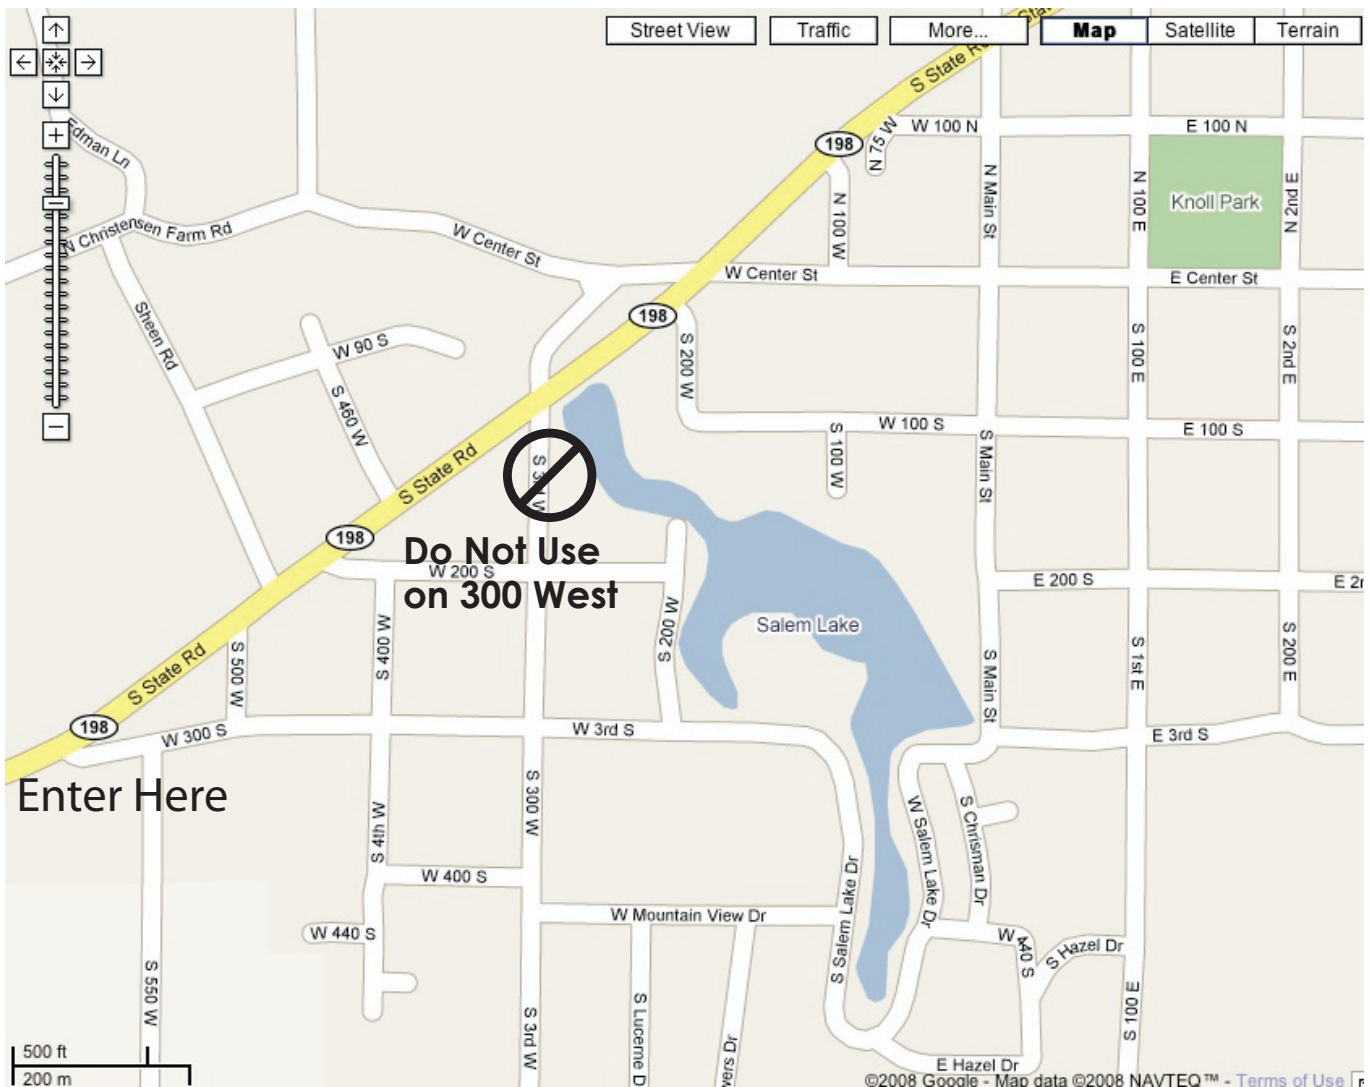 Street View
Traffic
More...
Map
Satellite
Terrain
S State Rd
198
W 100 N
E 100 N
N 75 W
Edman Ln
N Christensen Farm Rd
W Center St
N 100 W
N Main St
N 100 E
Knoll Park
N 2nd E
W Center St
E Center St
198
Sheen Rd
W 90 S
S 460 W
S 200 W
S 100 E
S 2nd E
W 100 S
E 100 S
S 100 W
S Main St
S State Rd
198
Do Not Use
on 300 West
W 200 S
E 200 S
S 400 W
S 200 W
Salem Lake
S 500 W
S State Rd
S Main St
S 1st E
S 200 E
198
W 300 S
W 3rd S
E 3rd S
Enter Here
S 300 W
S 4th W
W Salem Lake Dr
S Chrisman Dr
W 400 S
W Mountain View Dr
S Salem Lake Dr
W 440 S
W 440 S
S Hazel Dr
S 550 W
S 3rd W
S Lucerne D
vers Dr
S 100 E
E Hazel Dr
500 ft
200 m
©2008 Google - Map data ©2008 NAVTEQ™ - Terms of Use